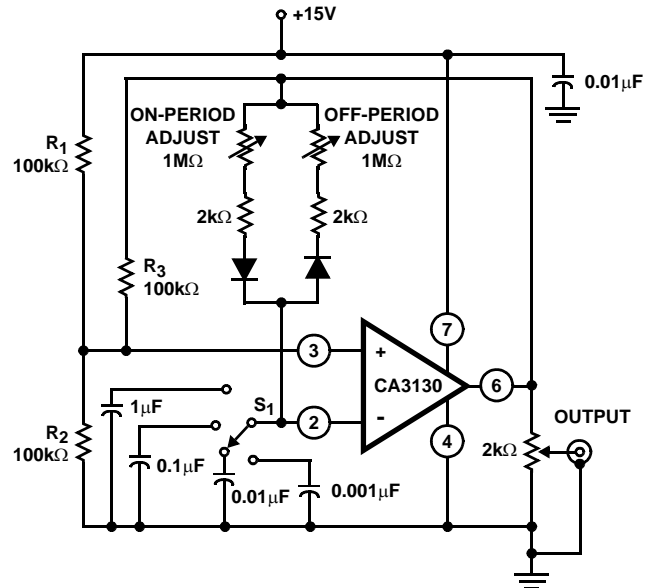 +15V
0.01μF
ON-PERIOD
ADJUST
1MΩ
OFF-PERIOD
ADJUST
1MΩ
R1
100kΩ
2kΩ
2kΩ
R3
100kΩ
7
3
+
CA3130
6
1μF
S1
2
-
4
OUTPUT
R2
100kΩ
0.1μF
0.01μF
0.001μF
2kΩ